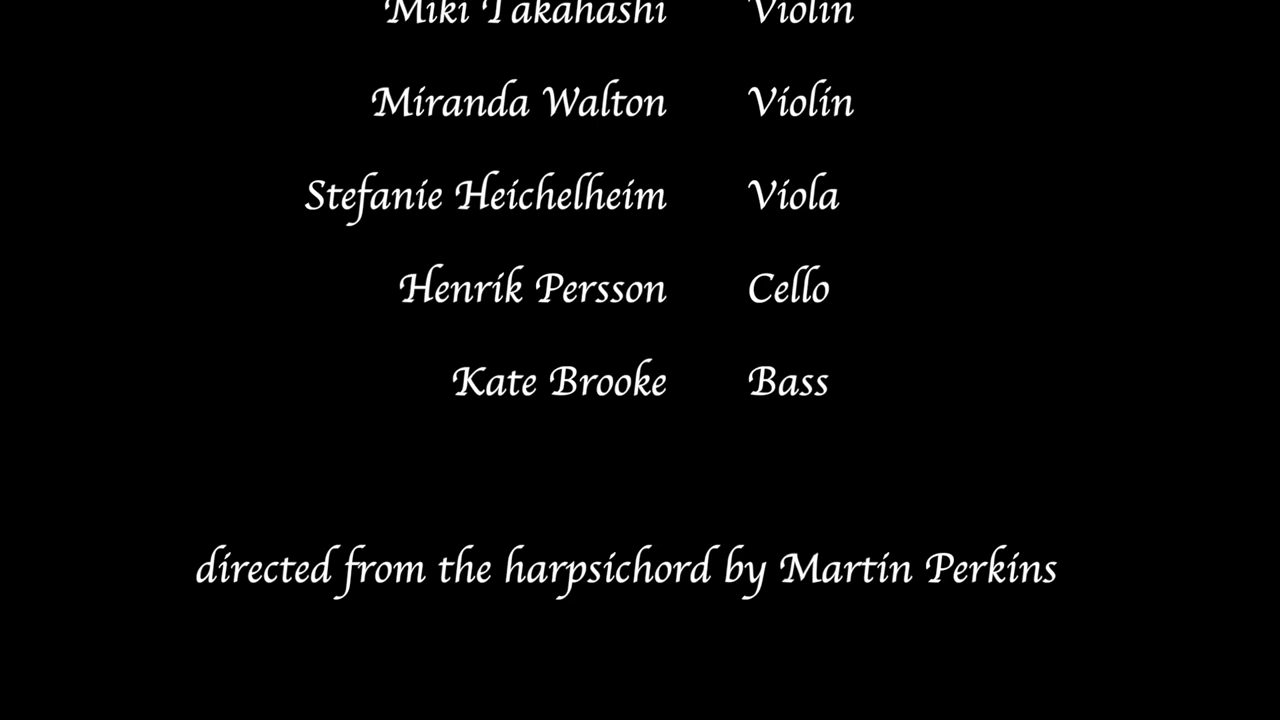 Miki Takahashi Violin
Miranda Walton Violin
Stefanie Heichelheim Viola
Henrik Persson Cello
Kate Brooke Bass
directed from the harpsichord by Martin Perkins